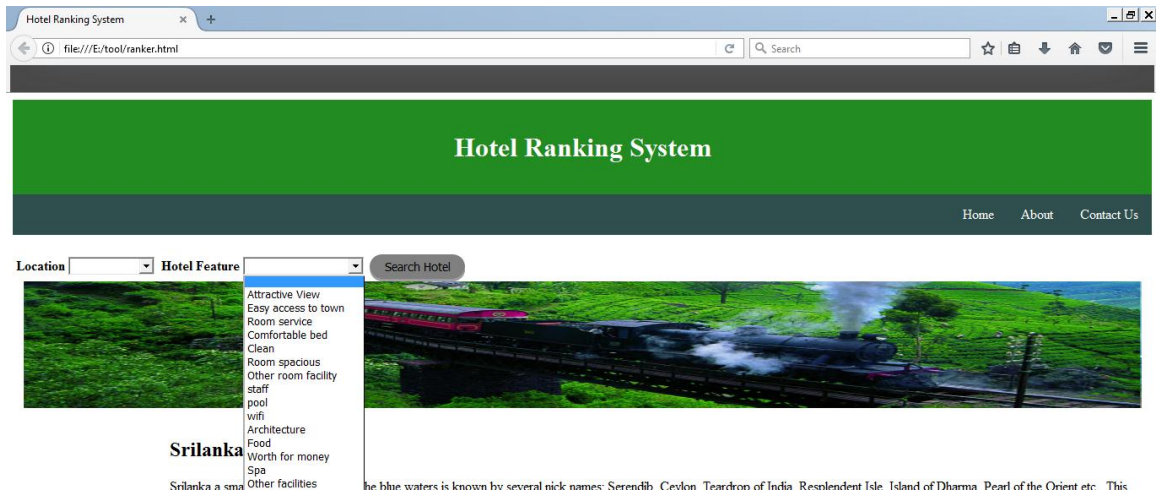 Hotel Ranking System × +
file:///E:/tool/ranker.html Search
Hotel Ranking System
Home About Contact Us
Location Hotel Feature Search Hotel
Attractive View
Easy access to town
Room service
Comfortable bed
Clean
Room spacious
Other room facility
staff
pool
wifi
Architecture
Food
Worth for money
Spa
Other facilities
Srilanka
Srilanka a sma he blue waters is known by several nick names: Serendib, Ceylon, Teardrop of India, Resplendent Isle, Island of Dharma, Pearl of the Orient etc.. This